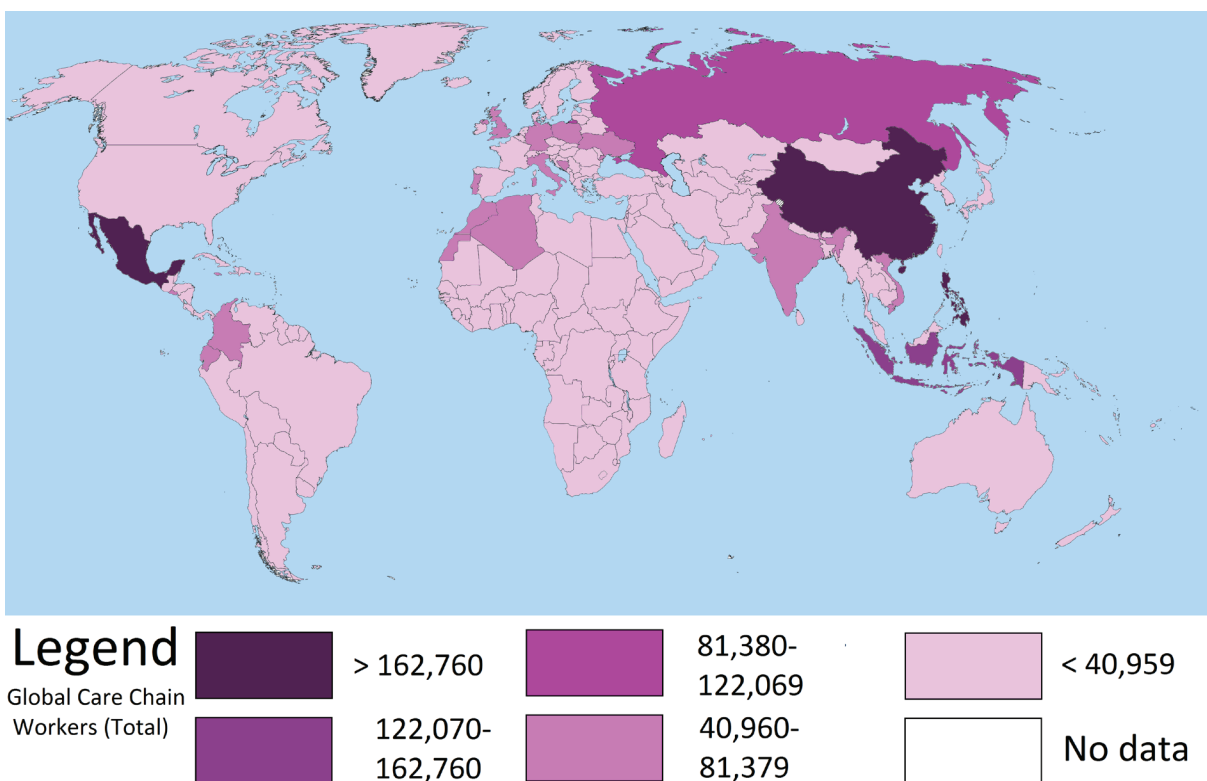 Legend
Global Care Chain
Workers (Total)
> 162,760
122,070-
162,760
81,380-
122,069
40,960-
81,379
< 40,959
No data